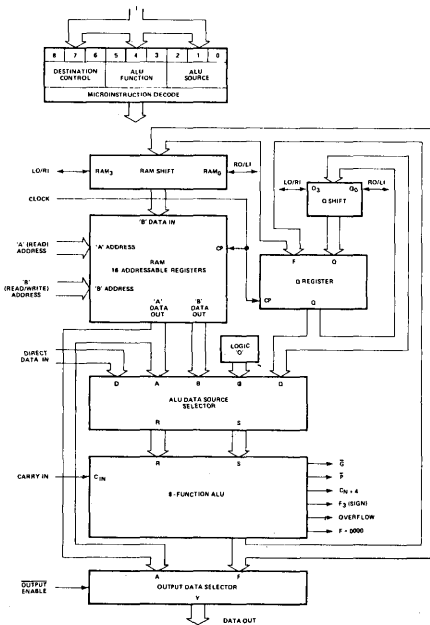 I
8 7 6 5 4 3 2 1 0
DESTINATION CONTROL
ALU FUNCTION
ALU SOURCE
MICROINSTRUCTION DECODE
LO/RI
RAM3
RAM SHIFT
RAM0
RO/LI
LO/RI
Q3
Q0
RO/LI
Q SHIFT
CLOCK
'B' DATA IN
'A' (READ) ADDRESS
'A' ADDRESS
RAM
16 ADDRESSABLE REGISTERS
CP
'B' (READ/WRITE) ADDRESS
'B' ADDRESS
'A' DATA OUT
'B' DATA OUT
F
Q
Q REGISTER
CP
Q
LOGIC '0'
DIRECT DATA IN
D A B 0 Q
ALU DATA SOURCE SELECTOR
R S
R S
CARRY IN
CIN
8-FUNCTION ALU
G
P
CN + 4
F3 (SIGN)
OVERFLOW
F = 0000
A F
OUTPUT ENABLE
OUTPUT DATA SELECTOR
Y
DATA OUT